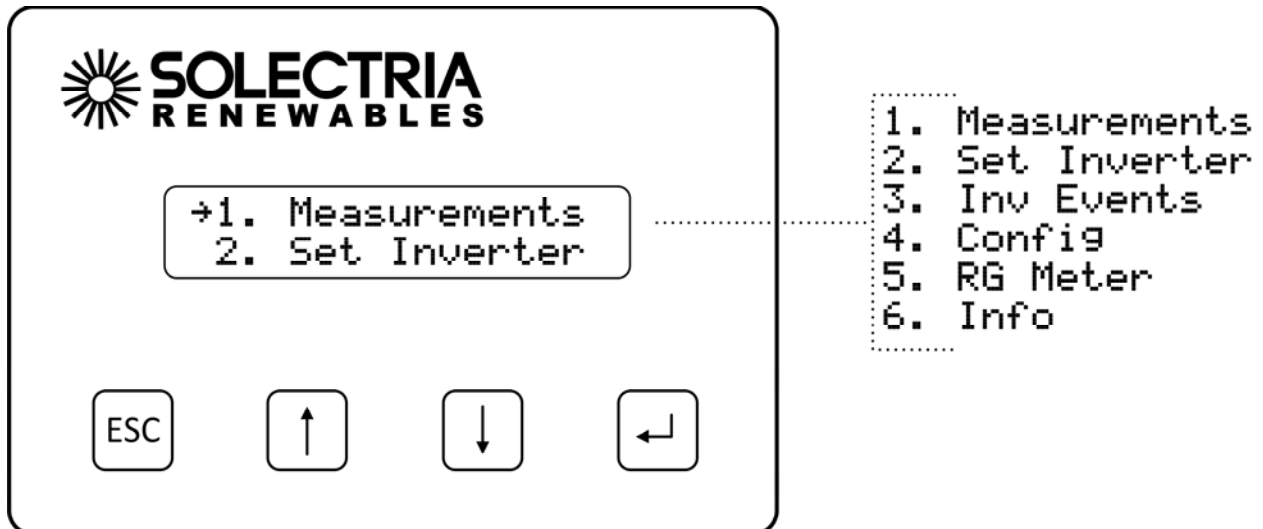 SOLECTRIA
RENEWABLES
→1. Measurements
2. Set Inverter
ESC
↑
↓
↵
1. Measurements
2. Set Inverter
3. Inv Events
4. Config
5. RG Meter
6. Info